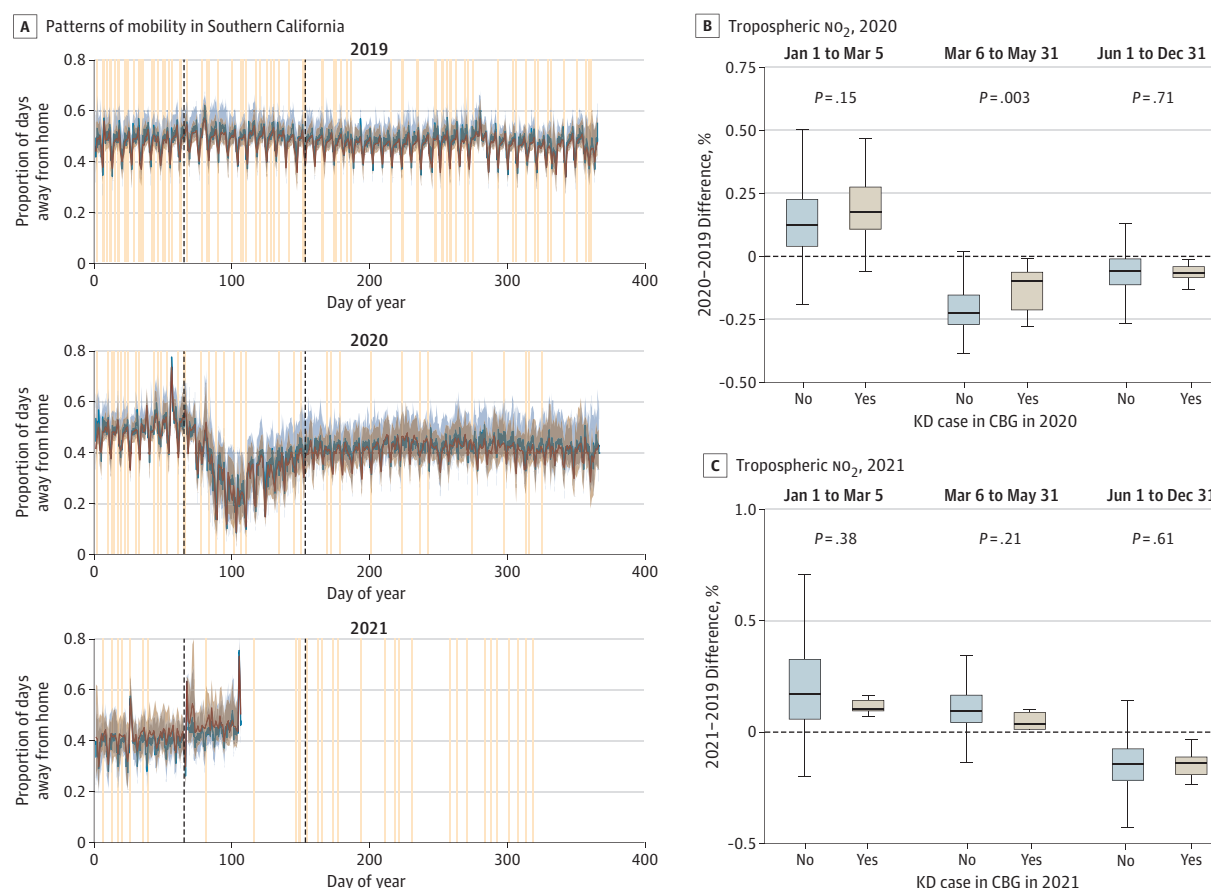 A Patterns of mobility in Southern California
2019
Proportion of days
away from home
0.8
0.6
0.4
0.2
0
0 100 200 300 400
Day of year
2020
Proportion of days
away from home
0.8
0.6
0.4
0.2
0
0 100 200 300 400
Day of year
2021
Proportion of days
away from home
0.8
0.6
0.4
0.2
0
0 100 200 300 400
Day of year
B Tropospheric NO₂, 2020
Jan 1 to Mar 5 Mar 6 to May 31 Jun 1 to Dec 31
P = .15 P = .003 P = .71
2020–2019 Difference, %
0.75
0.50
0.25
0
-0.25
-0.50
No Yes No Yes No Yes
KD case in CBG in 2020
C Tropospheric NO₂, 2021
Jan 1 to Mar 5 Mar 6 to May 31 Jun 1 to Dec 31
P = .38 P = .21 P = .61
2021–2019 Difference, %
1.0
0.5
0
-0.5
No Yes No Yes No Yes
KD case in CBG in 2021